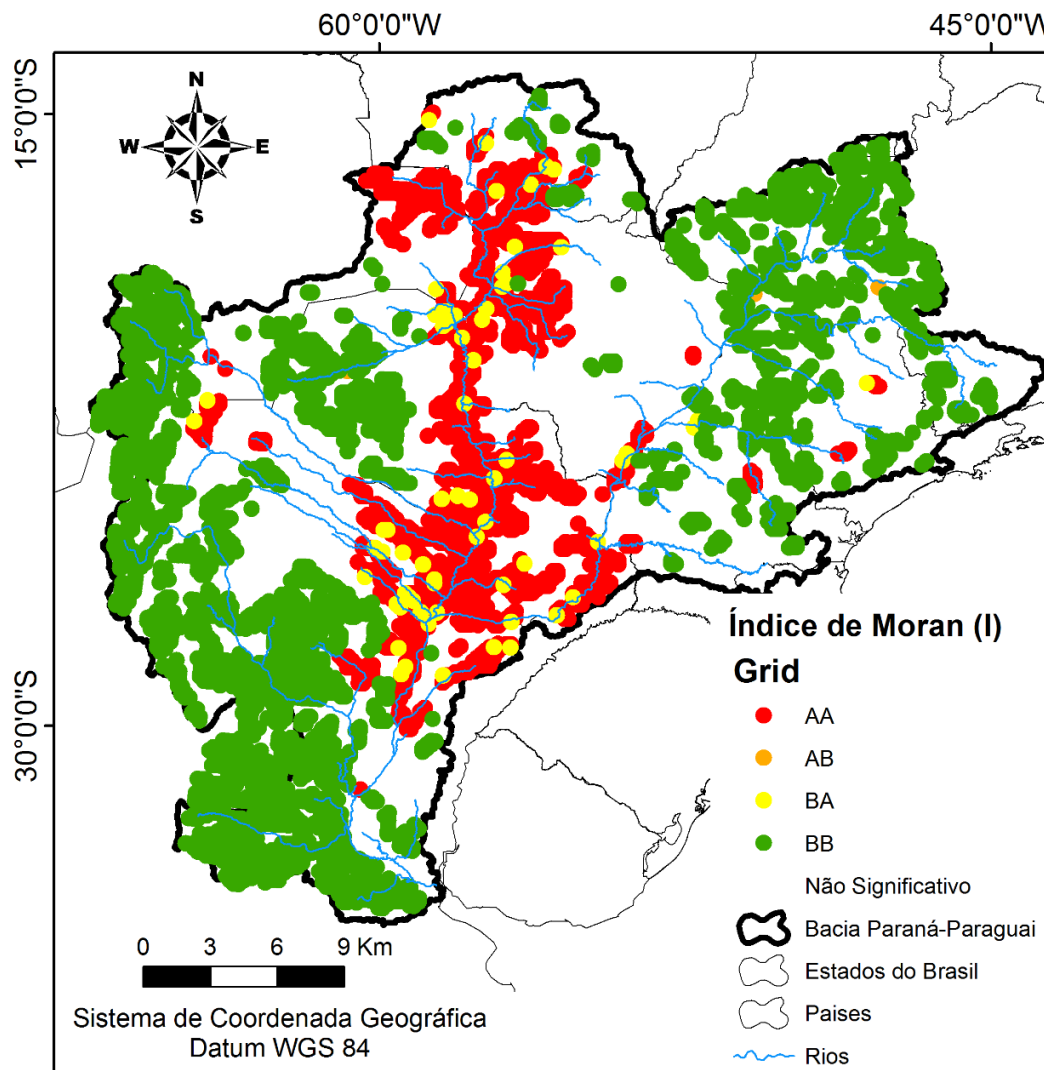 60°0'0"W
45°0'0"W
15°0'0"S
N
W
E
S
30°0'0"S
Índice de Moran (I)
Grid
AA
AB
BA
BB
Não Significativo
Bacia Paraná-Paraguai
Estados do Brasil
Paises
Rios
0 3 6 9 Km
Sistema de Coordenada Geográfica
Datum WGS 84